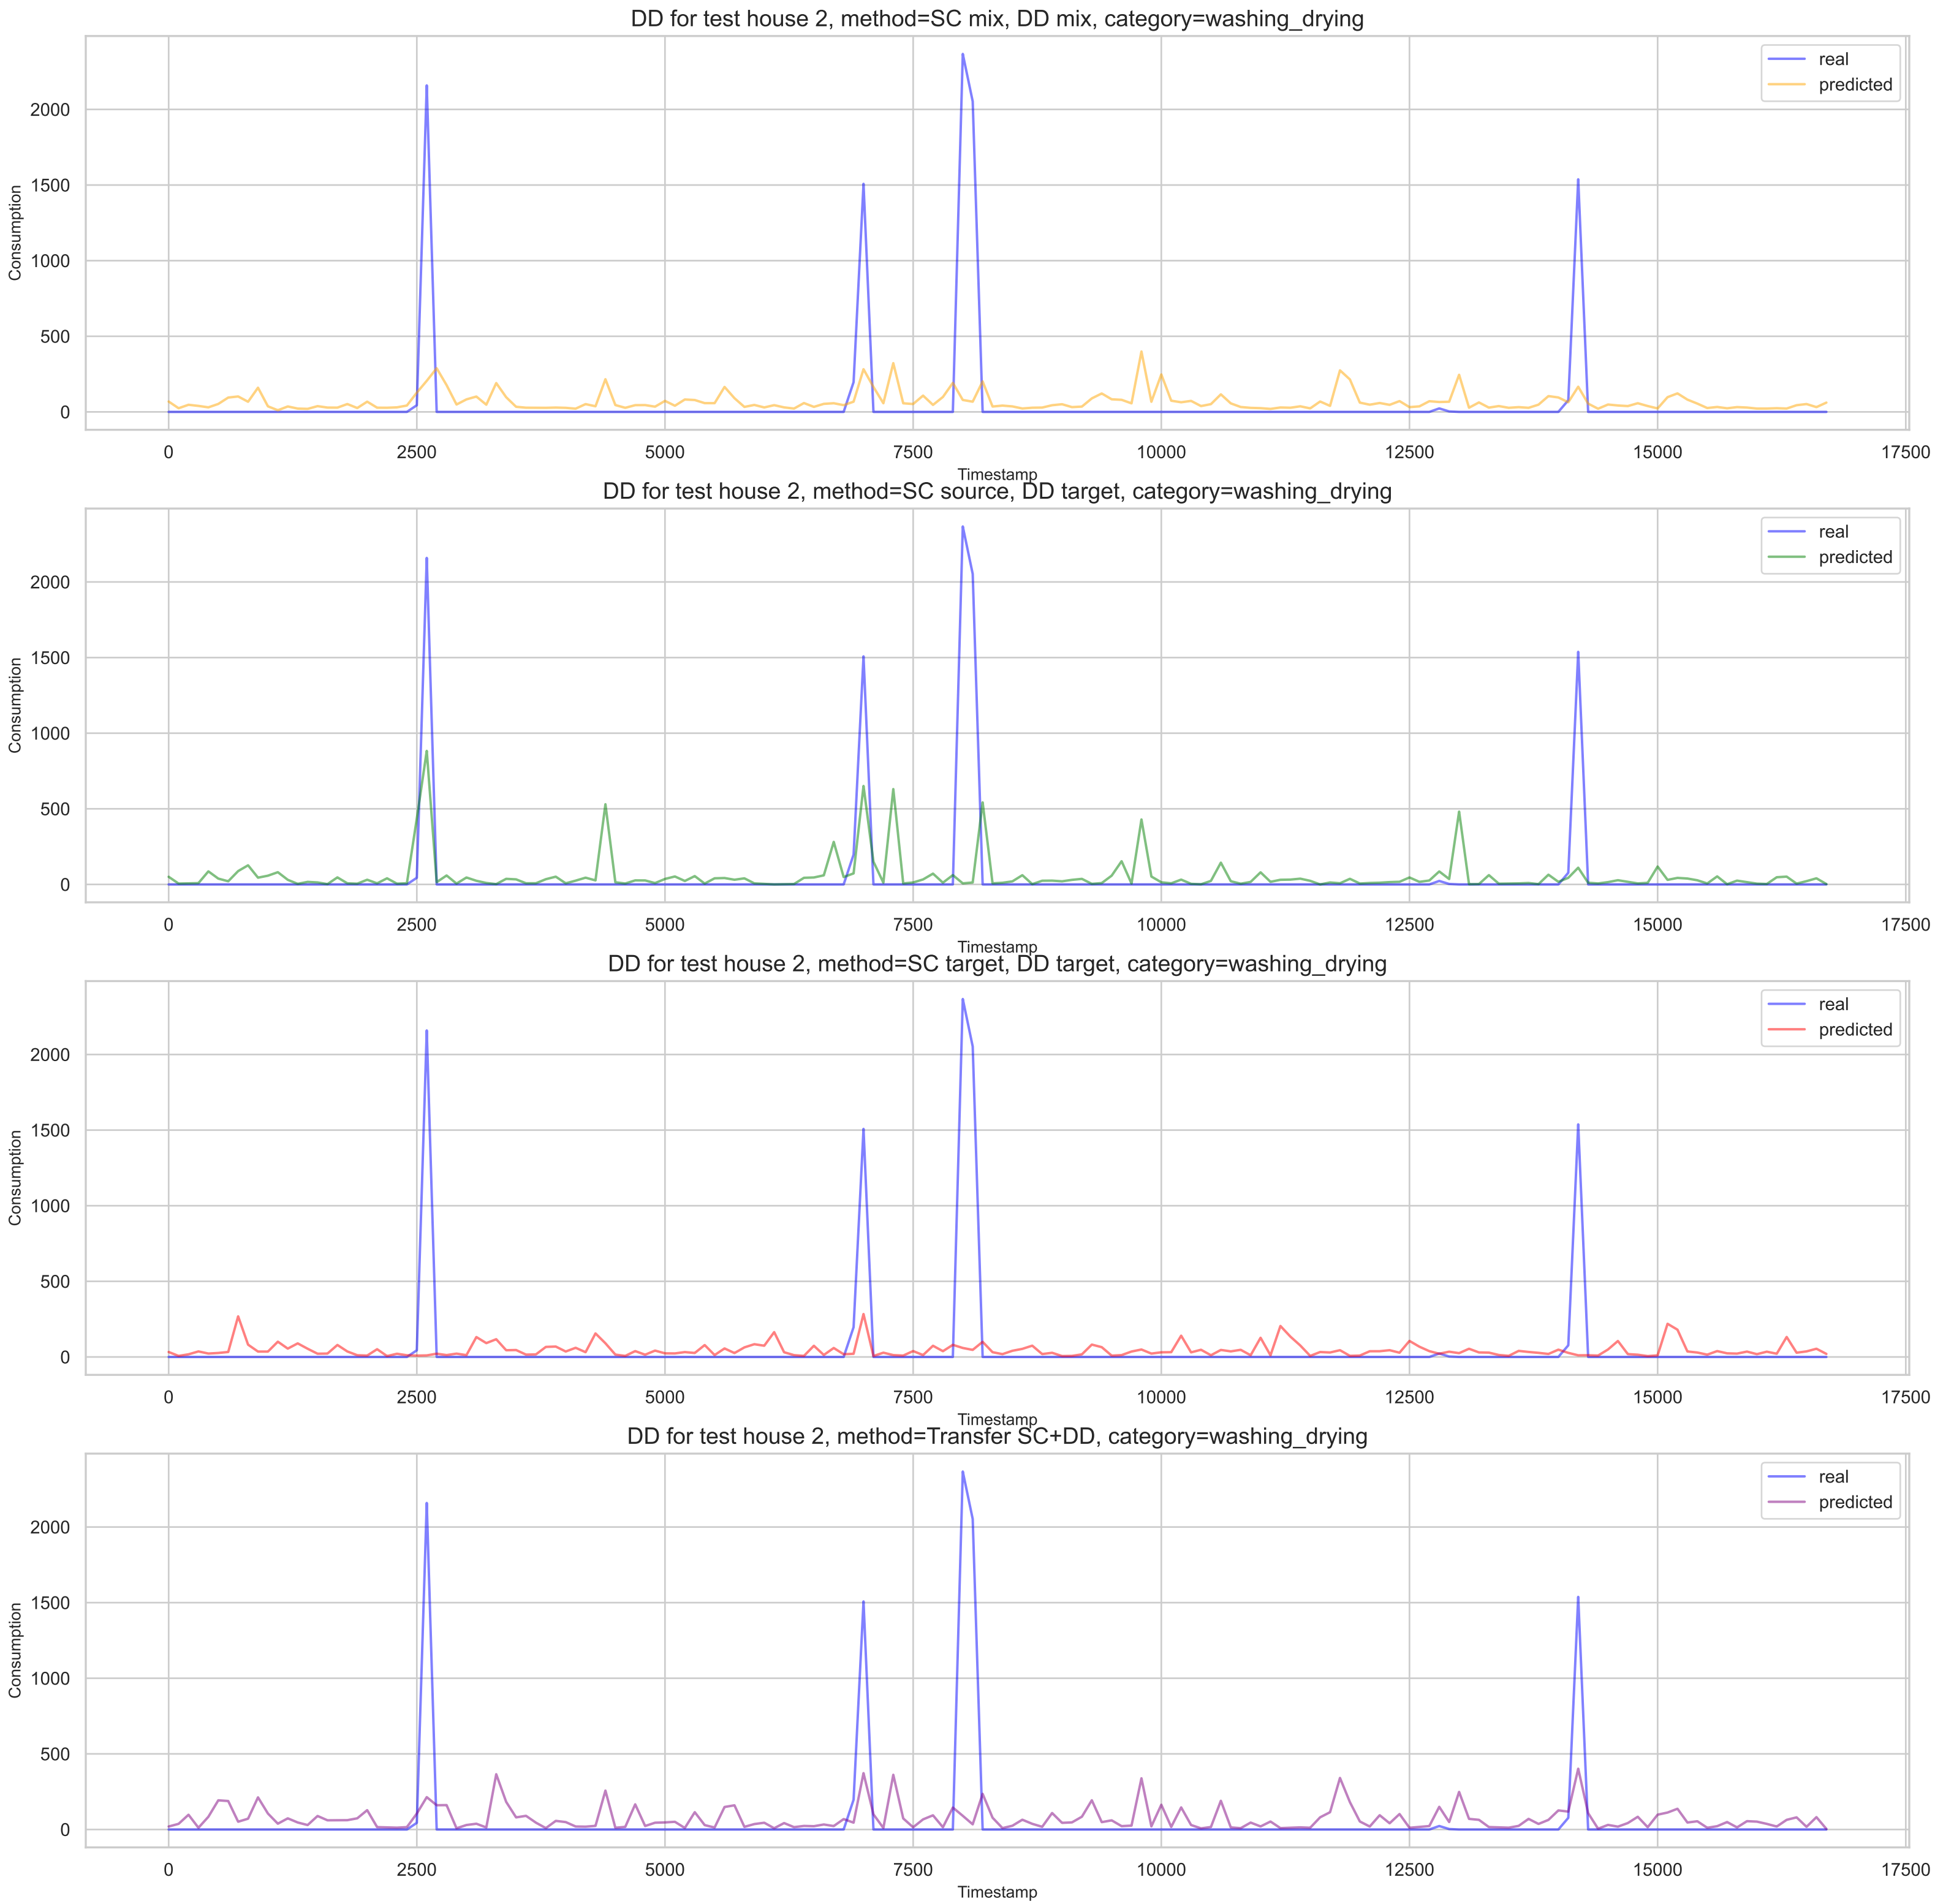 DD for test house 2, method=SC mix, DD mix, category=washing_drying
real
predicted
Consumption
2000
1500
1000
500
0
0 2500 5000 7500 10000 12500 15000 17500
Timestamp
DD for test house 2, method=SC source, DD target, category=washing_drying
real
predicted
Consumption
2000
1500
1000
500
0
0 2500 5000 7500 10000 12500 15000 17500
Timestamp
DD for test house 2, method=SC target, DD target, category=washing_drying
real
predicted
Consumption
2000
1500
1000
500
0
0 2500 5000 7500 10000 12500 15000 17500
Timestamp
DD for test house 2, method=Transfer SC+DD, category=washing_drying
real
predicted
Consumption
2000
1500
1000
500
0
0 2500 5000 7500 10000 12500 15000 17500
Timestamp